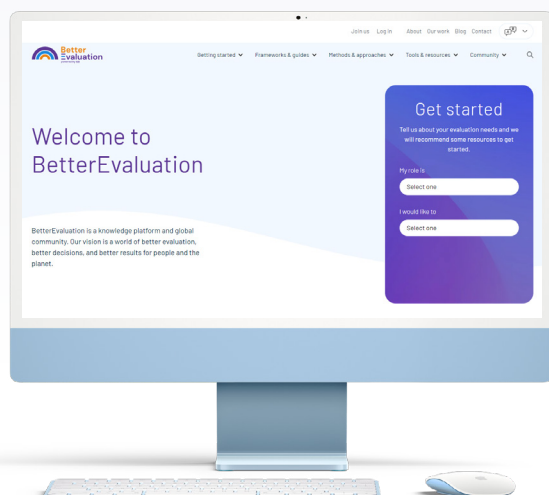 Join us Log in About Our work Blog Contact
Better
Evaluation
Getting started Frameworks & guides Methods & approaches Tools & resources Community
Get started
Tell us about your evaluation needs and we
will recommend some resources to get
started.
My role is
Select one
I would like to
Select one
Welcome to
BetterEvaluation
BetterEvaluation is a knowledge platform and global
community. Our vision is a world of better evaluation,
better decisions, and better results for people and the
planet.